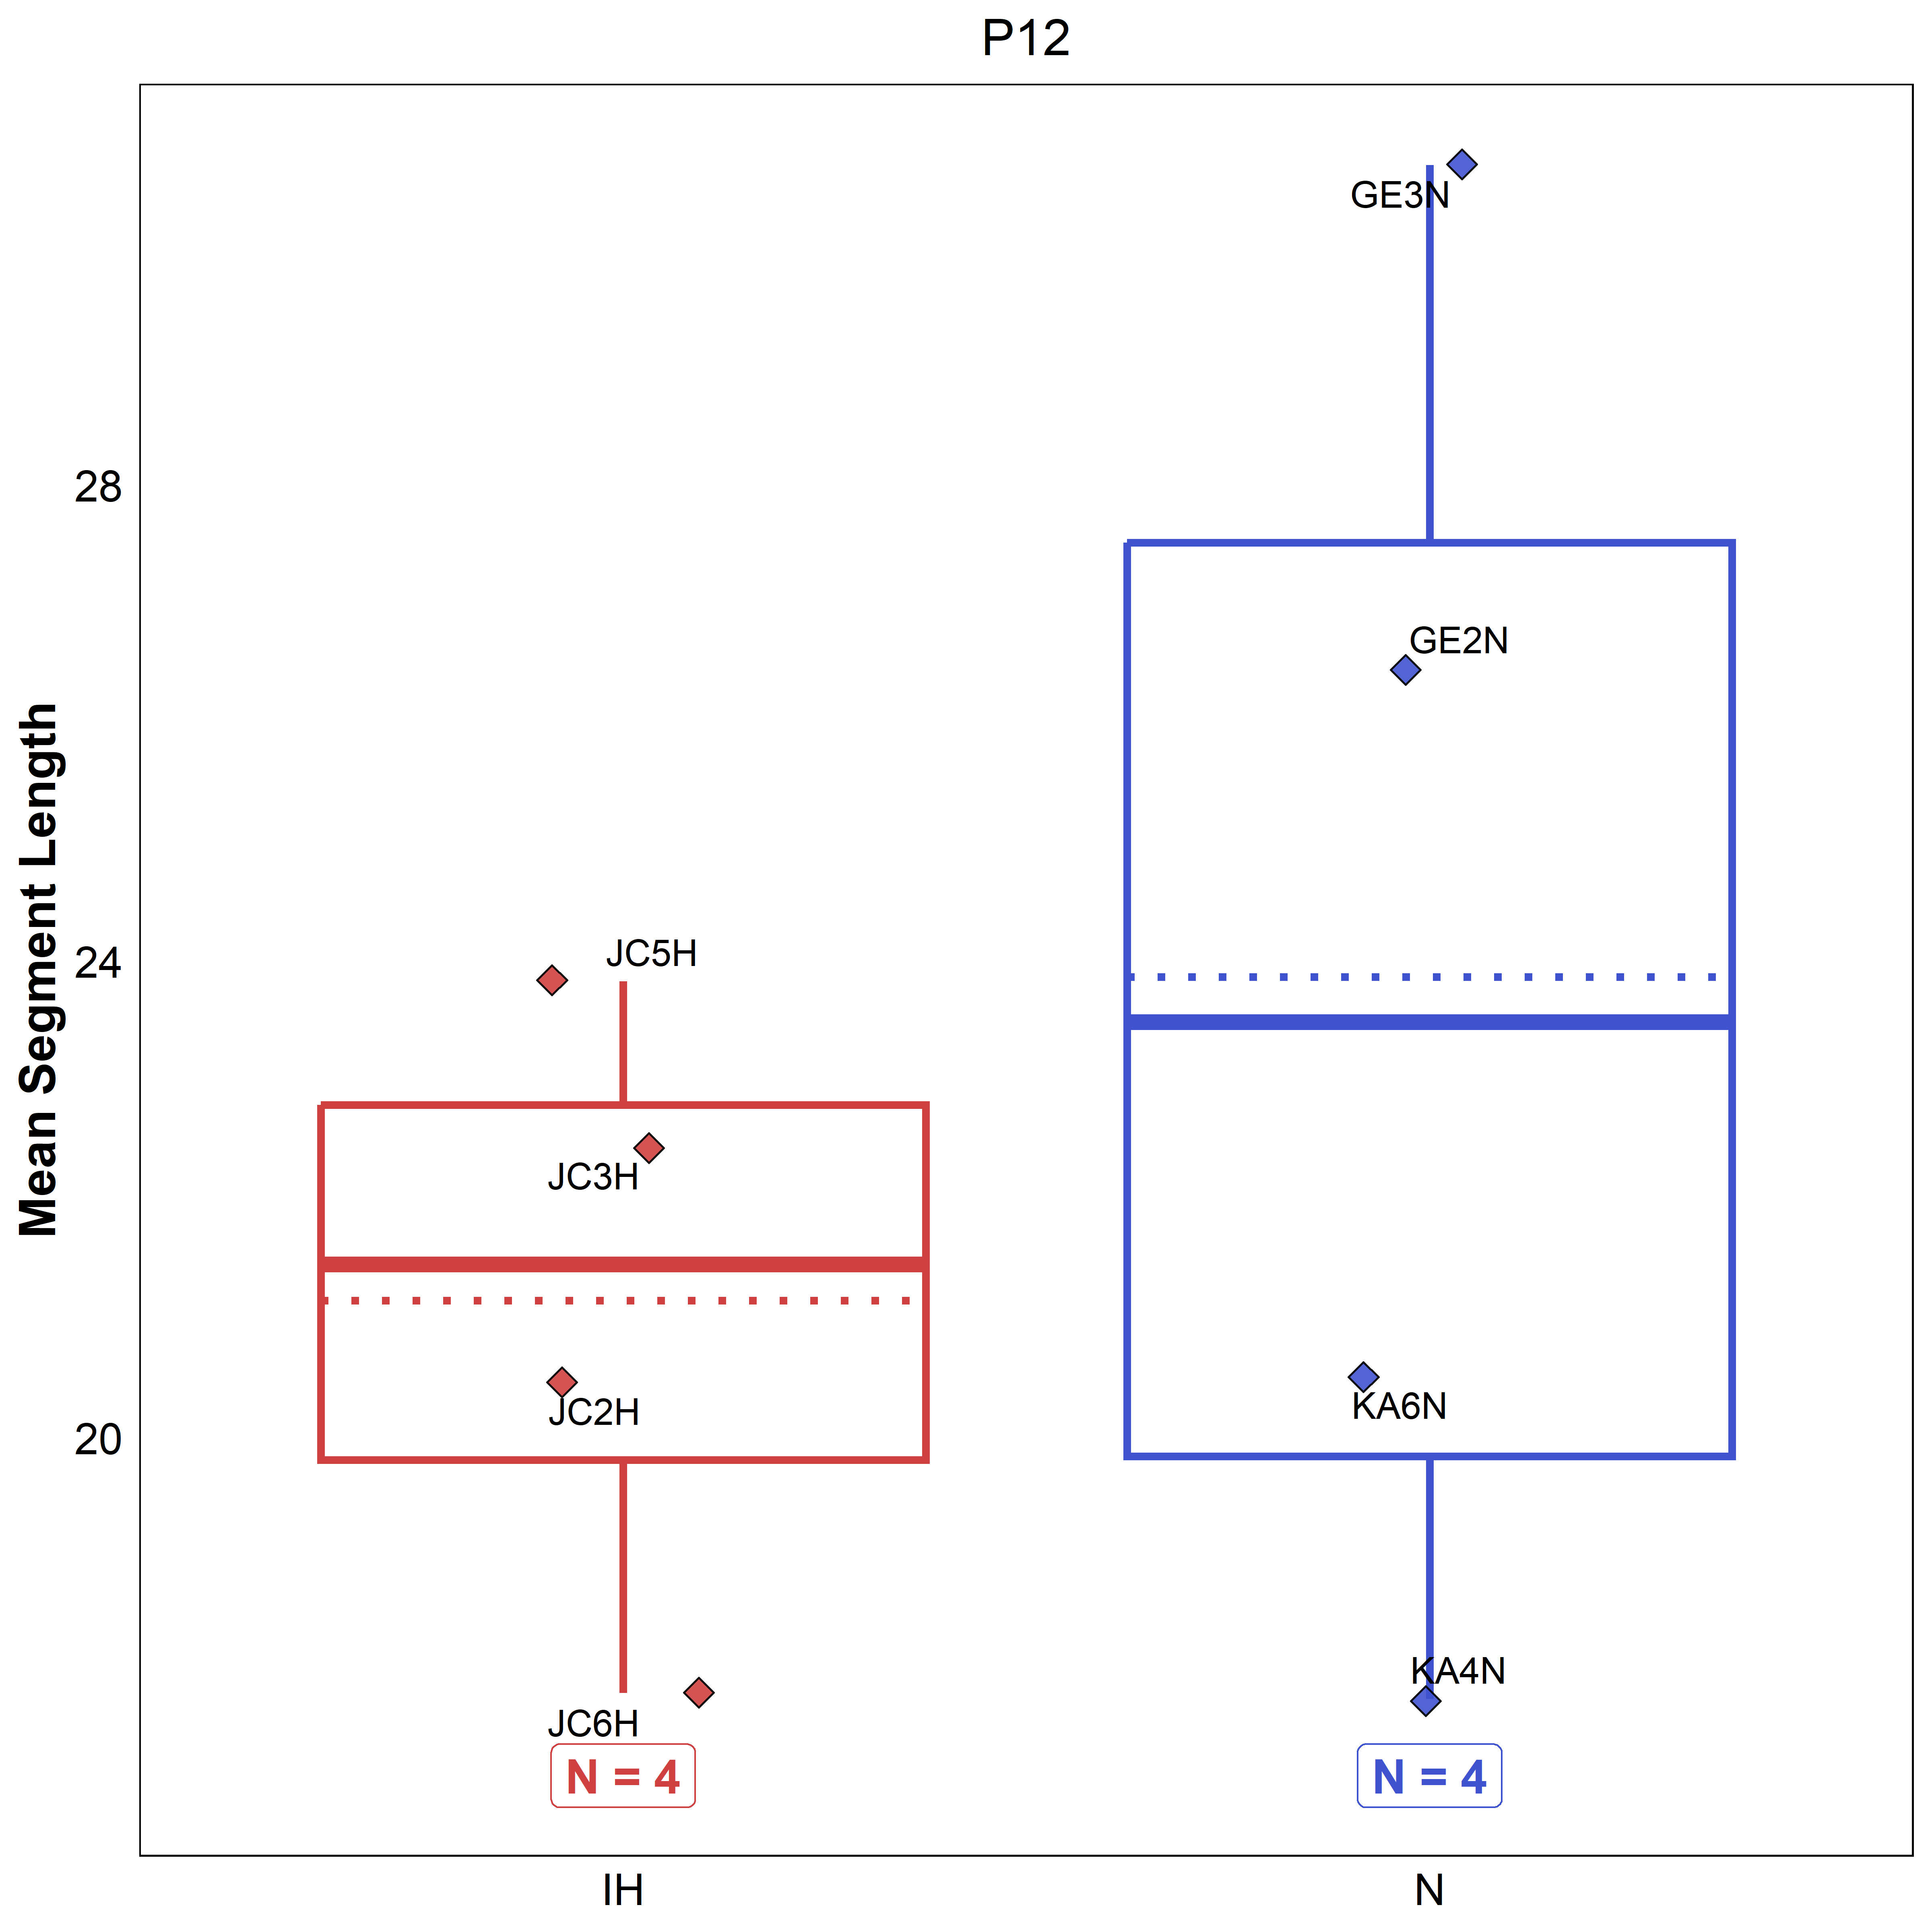 P12
Mean Segment Length
28
24
20
GE3N
GE2N
JC5H
JC3H
JC2H
KA6N
KA4N
JC6H
N = 4
N = 4
IH
N